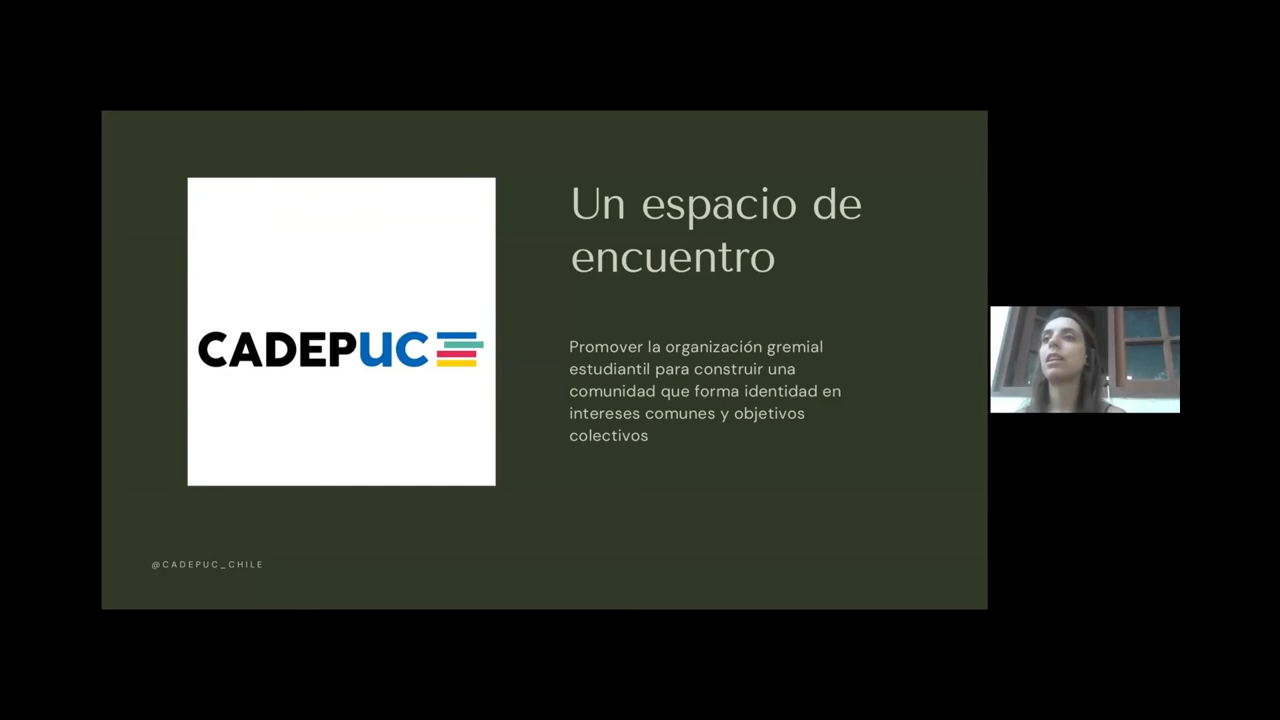 CADEPUC
Un espacio de
encuentro
Promover la organización gremial
estudiantil para construir una
comunidad que forma identidad en
intereses comunes y objetivos
colectivos
@CADEPUC_CHILE